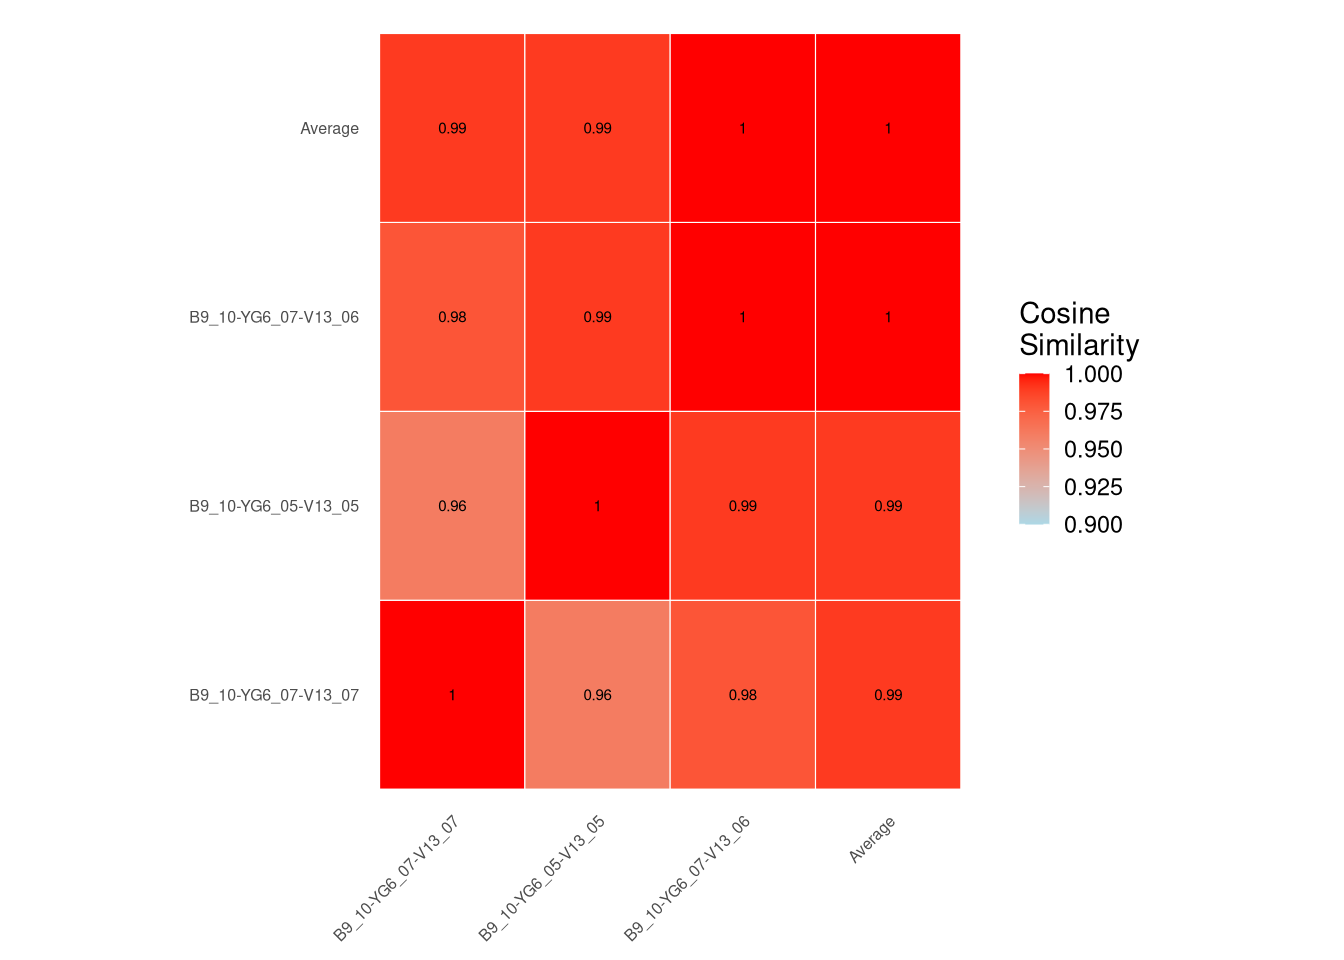 Average
0.99
0.99
1
1
B9_10-YG6_07-V13_06
0.98
0.99
1
1
B9_10-YG6_05-V13_05
0.96
1
0.99
0.99
B9_10-YG6_07-V13_07
1
0.96
0.98
0.99
B9_10-YG6_07-V13_07
B9_10-YG6_05-V13_05
B9_10-YG6_07-V13_06
Average
Cosine
Similarity
1.000
0.975
0.950
0.925
0.900